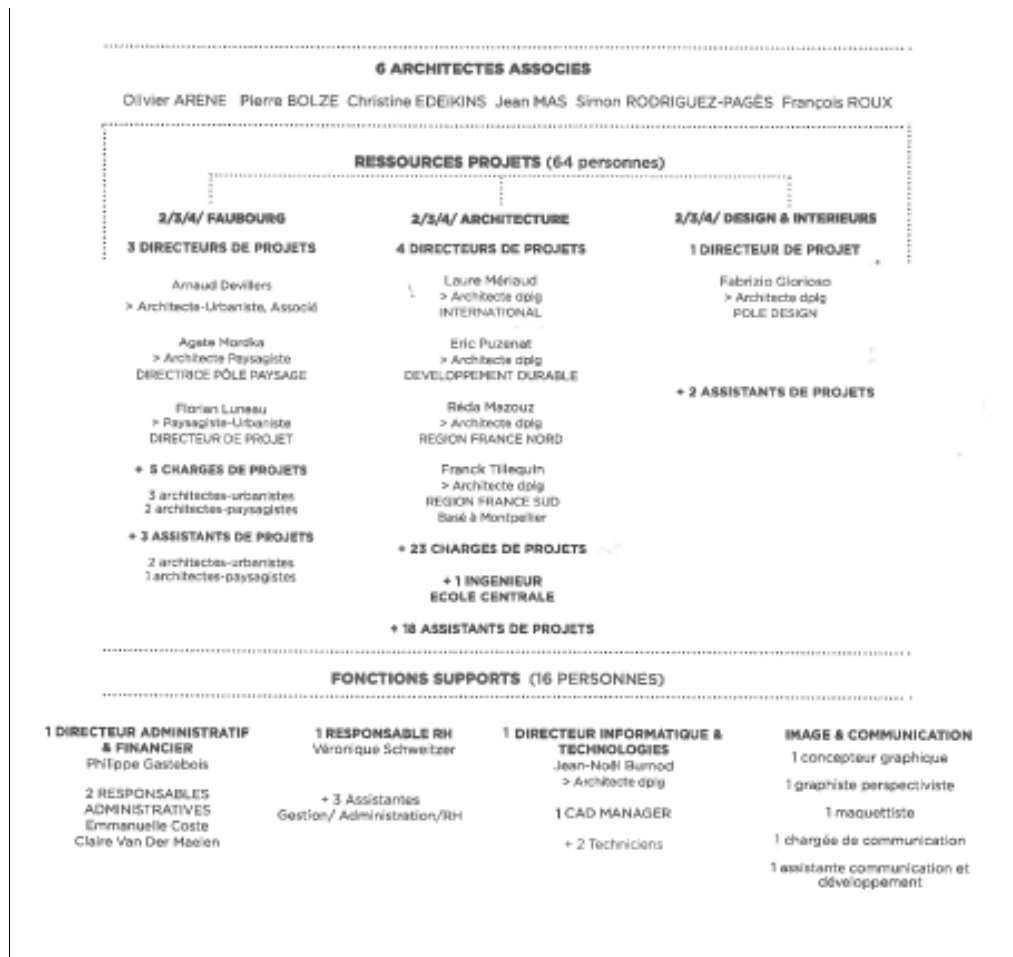 6 ARCHITECTES ASSOCIES
Olivier ARENE Pierre BOLZE Christine EDEIKINS Jean MAS Simon RODRIGUEZ-PAGÈS François ROUX
RESSOURCES PROJETS (64 personnes)
2/3/4/ FAUBOURG
3 DIRECTEURS DE PROJETS
Arnaud Devillers
> Architecte-Urbaniste, Associé
Agate Mordka
> Architecte Paysagiste
DIRECTRICE PÔLE PAYSAGE
Florian Luneau
> Paysagiste-Urbaniste
DIRECTEUR DE PROJET
+ 5 CHARGES DE PROJETS
3 architectes-urbanistes
2 architectes-paysagistes
+ 3 ASSISTANTS DE PROJETS
2 architectes-urbanistes
1 architectes-paysagistes
2/3/4/ ARCHITECTURE
4 DIRECTEURS DE PROJETS
Laure Mériaud
> Architecte dplg
INTERNATIONAL
Eric Puzenat
> Architecte dplg
DEVELOPPEMENT DURABLE
Réda Mazouz
> Architecte dplg
REGION FRANCE NORD
Franck Tillequin
> Architecte dplg
REGION FRANCE SUD
Basé à Montpellier
+ 23 CHARGES DE PROJETS
+ 1 INGENIEUR
ECOLE CENTRALE
+ 18 ASSISTANTS DE PROJETS
2/3/4/ DESIGN & INTERIEURS
1 DIRECTEUR DE PROJET
Fabrizio Glorioso
> Architecte dplg
POLE DESIGN
+ 2 ASSISTANTS DE PROJETS
FONCTIONS SUPPORTS (16 PERSONNES)
1 DIRECTEUR ADMINISTRATIF
& FINANCIER
Philippe Gastebois
2 RESPONSABLES
ADMINISTRATIVES
Emmanuelle Coste
Claire Van Der Maelen
1 RESPONSABLE RH
Véronique Schweitzer
+ 3 Assistantes
Gestion/ Administration/RH
1 DIRECTEUR INFORMATIQUE &
TECHNOLOGIES
Jean-Noël Burnod
> Architecte dplg
1 CAD MANAGER
+ 2 Techniciens
IMAGE & COMMUNICATION
1 concepteur graphique
1 graphiste perspectiviste
1 maquettiste
1 chargée de communication
1 assistante communication et
développement